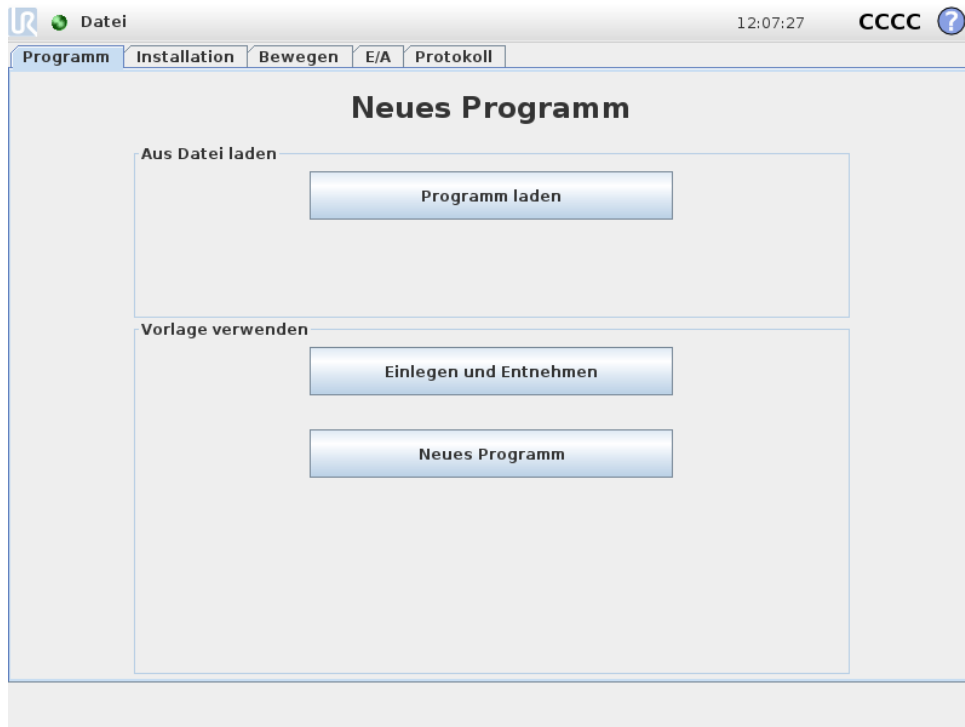 UR Datei 12:07:27 CCCC ?
Programm Installation Bewegen E/A Protokoll
Neues Programm
Aus Datei laden
Programm laden
Vorlage verwenden
Einlegen und Entnehmen
Neues Programm